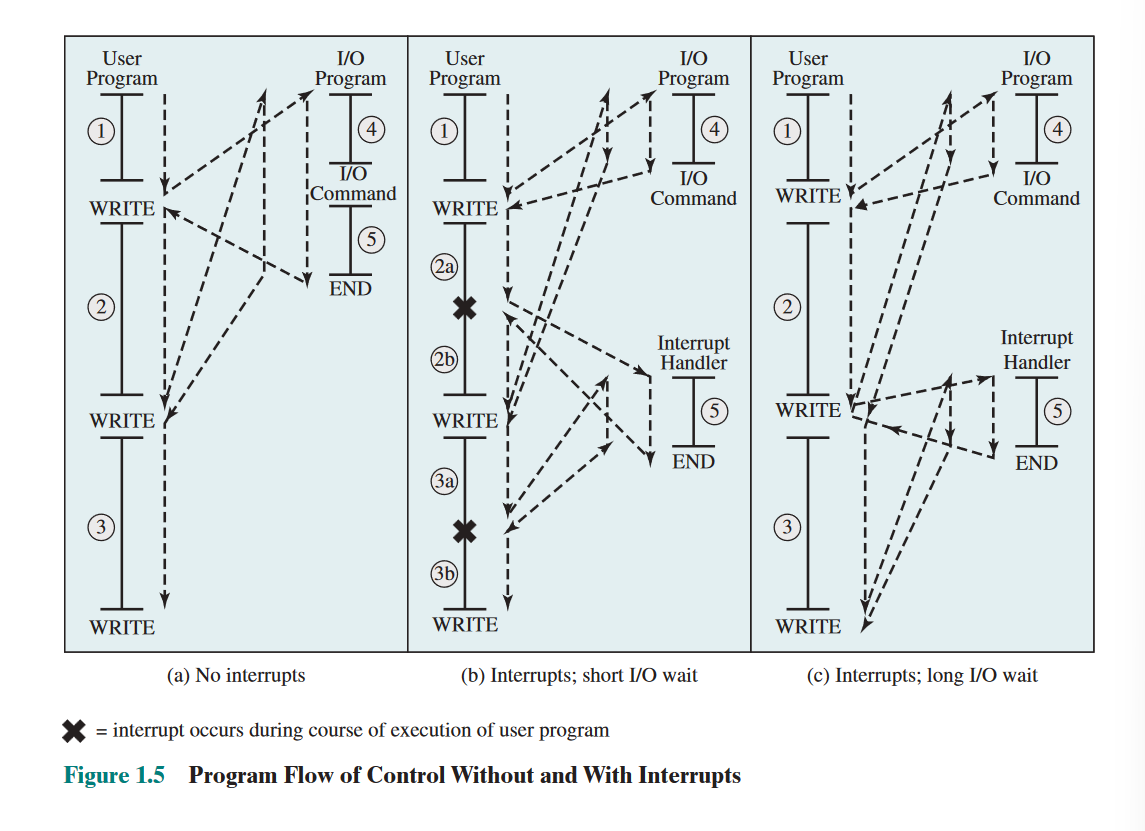 User
Program
I/O
Program
1
4
I/O
Command
WRITE
5
END
2
WRITE
3
WRITE
(a) No interrupts
User
Program
I/O
Program
1
4
I/O
Command
WRITE
2a
2b
Interrupt
Handler
WRITE
5
END
3a
3b
WRITE
(b) Interrupts; short I/O wait
User
Program
I/O
Program
1
4
I/O
Command
WRITE
2
Interrupt
Handler
WRITE
5
END
3
WRITE
(c) Interrupts; long I/O wait
= interrupt occurs during course of execution of user program
Figure 1.5 Program Flow of Control Without and With Interrupts